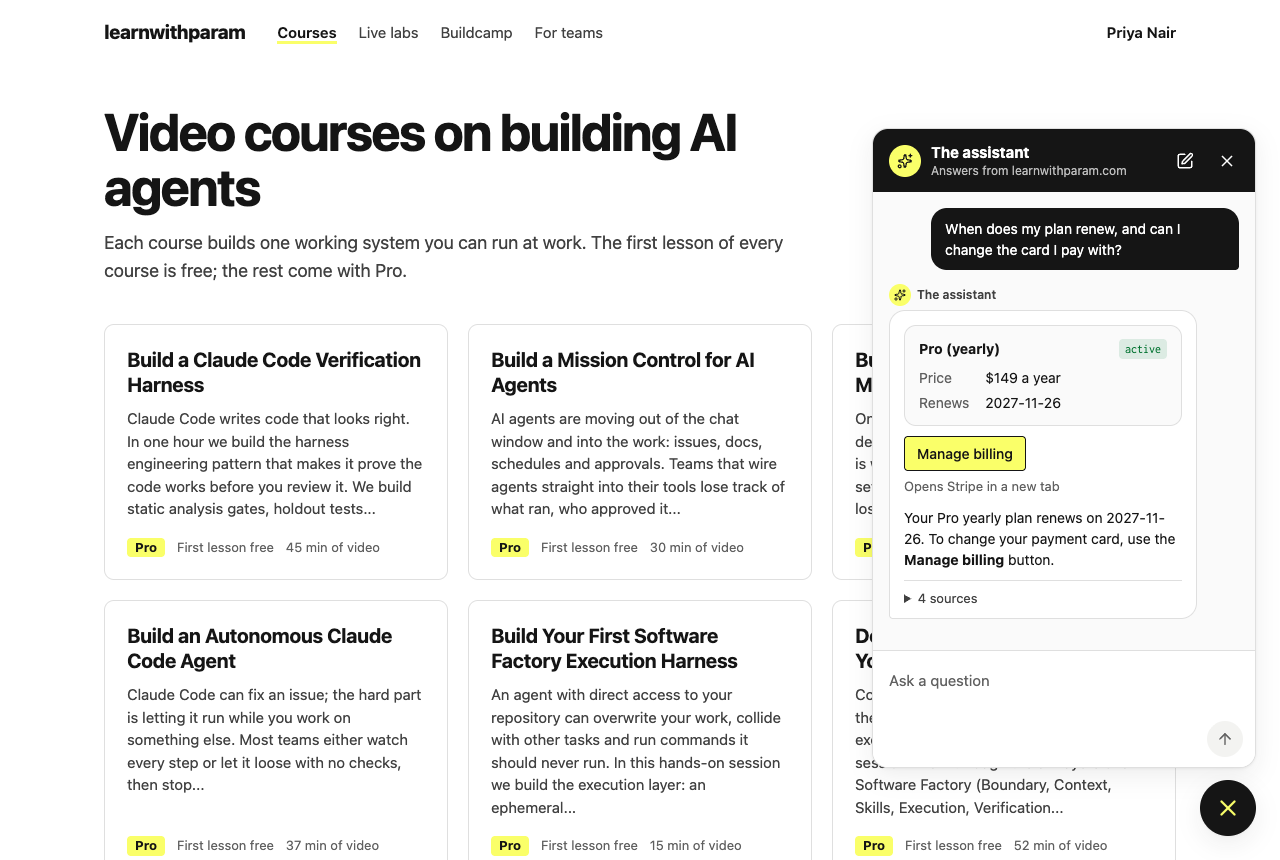 learnwithparam
Courses
Live labs
Buildcamp
For teams
Priya Nair
Video courses on building AI
agents
Each course builds one working system you can run at work. The first lesson of every
course is free; the rest come with Pro.
Build a Claude Code Verification
Harness
Claude Code writes code that looks right.
In one hour we build the harness
engineering pattern that makes it prove the
code works before you review it. We build
static analysis gates, holdout tests...
Pro
First lesson free
45 min of video
Build a Mission Control for AI
Agents
AI agents are moving out of the chat
window and into the work: issues, docs,
schedules and approvals. Teams that wire
agents straight into their tools lose track of
what ran, who approved it...
Pro
First lesson free
30 min of video
Build an Autonomous Claude
Code Agent
Claude Code can fix an issue; the hard part
is letting it run while you work on
something else. Most teams either watch
every step or let it loose with no checks,
then stop...
Pro
First lesson free
37 min of video
Build Your First Software
Factory Execution Harness
An agent with direct access to your
repository can overwrite your work, collide
with other tasks and run commands it
should never run. In this hands-on session
we build the execution layer: an
ephemeral...
Pro
First lesson free
15 min of video
Software Factory (Boundary, Context,
Skills, Execution, Verification...
Pro
First lesson free
52 min of video
The assistant
Answers from learnwithparam.com
When does my plan renew, and can I
change the card I pay with?
The assistant
Pro (yearly)
active
Price
$149 a year
Renews
2027-11-26
Manage billing
Opens Stripe in a new tab
Your Pro yearly plan renews on 2027-11-
26. To change your payment card, use the
Manage billing button.
4 sources
Ask a question